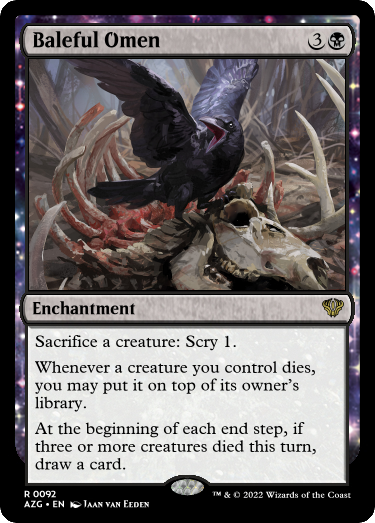 Baleful Omen 3
Enchantment
Sacrifice a creature: Scry 1.
Whenever a creature you control dies,
you may put it on top of its owner's
library.
At the beginning of each end step, if
three or more creatures died this turn,
draw a card.
R 0092
™ & © 2022 Wizards of the Coast
AZG • EN Jaan van Eeden